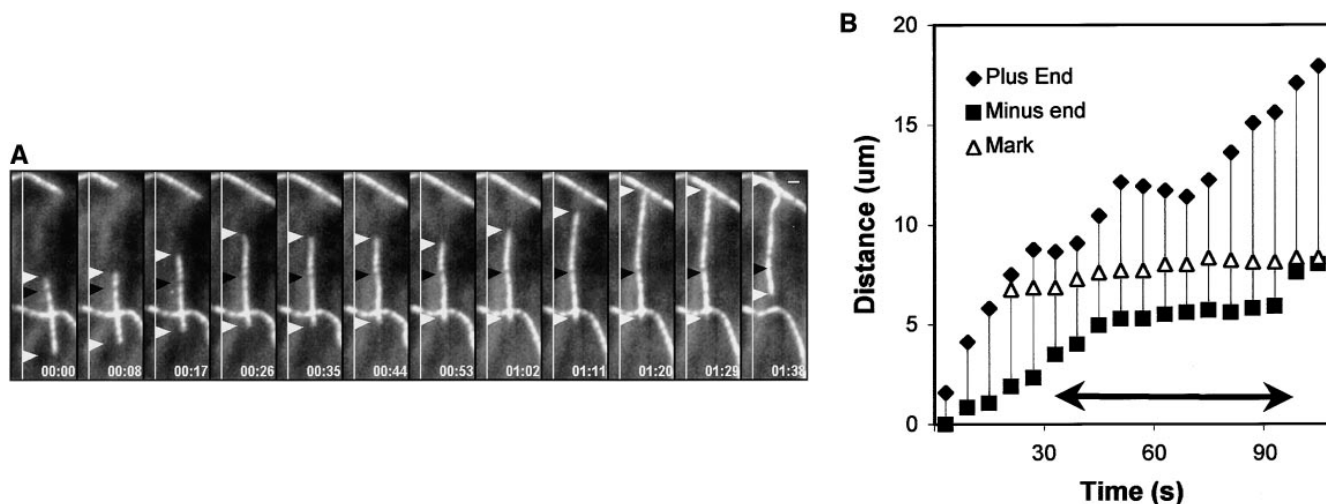 A
00:00 00:08 00:17 00:26 00:35 00:44 00:53 01:02 01:11 01:20 01:29 01:38
B
20
Plus End
Minus end
Mark
15
10
5
0
Distance (um)
30 60 90
Time (s)